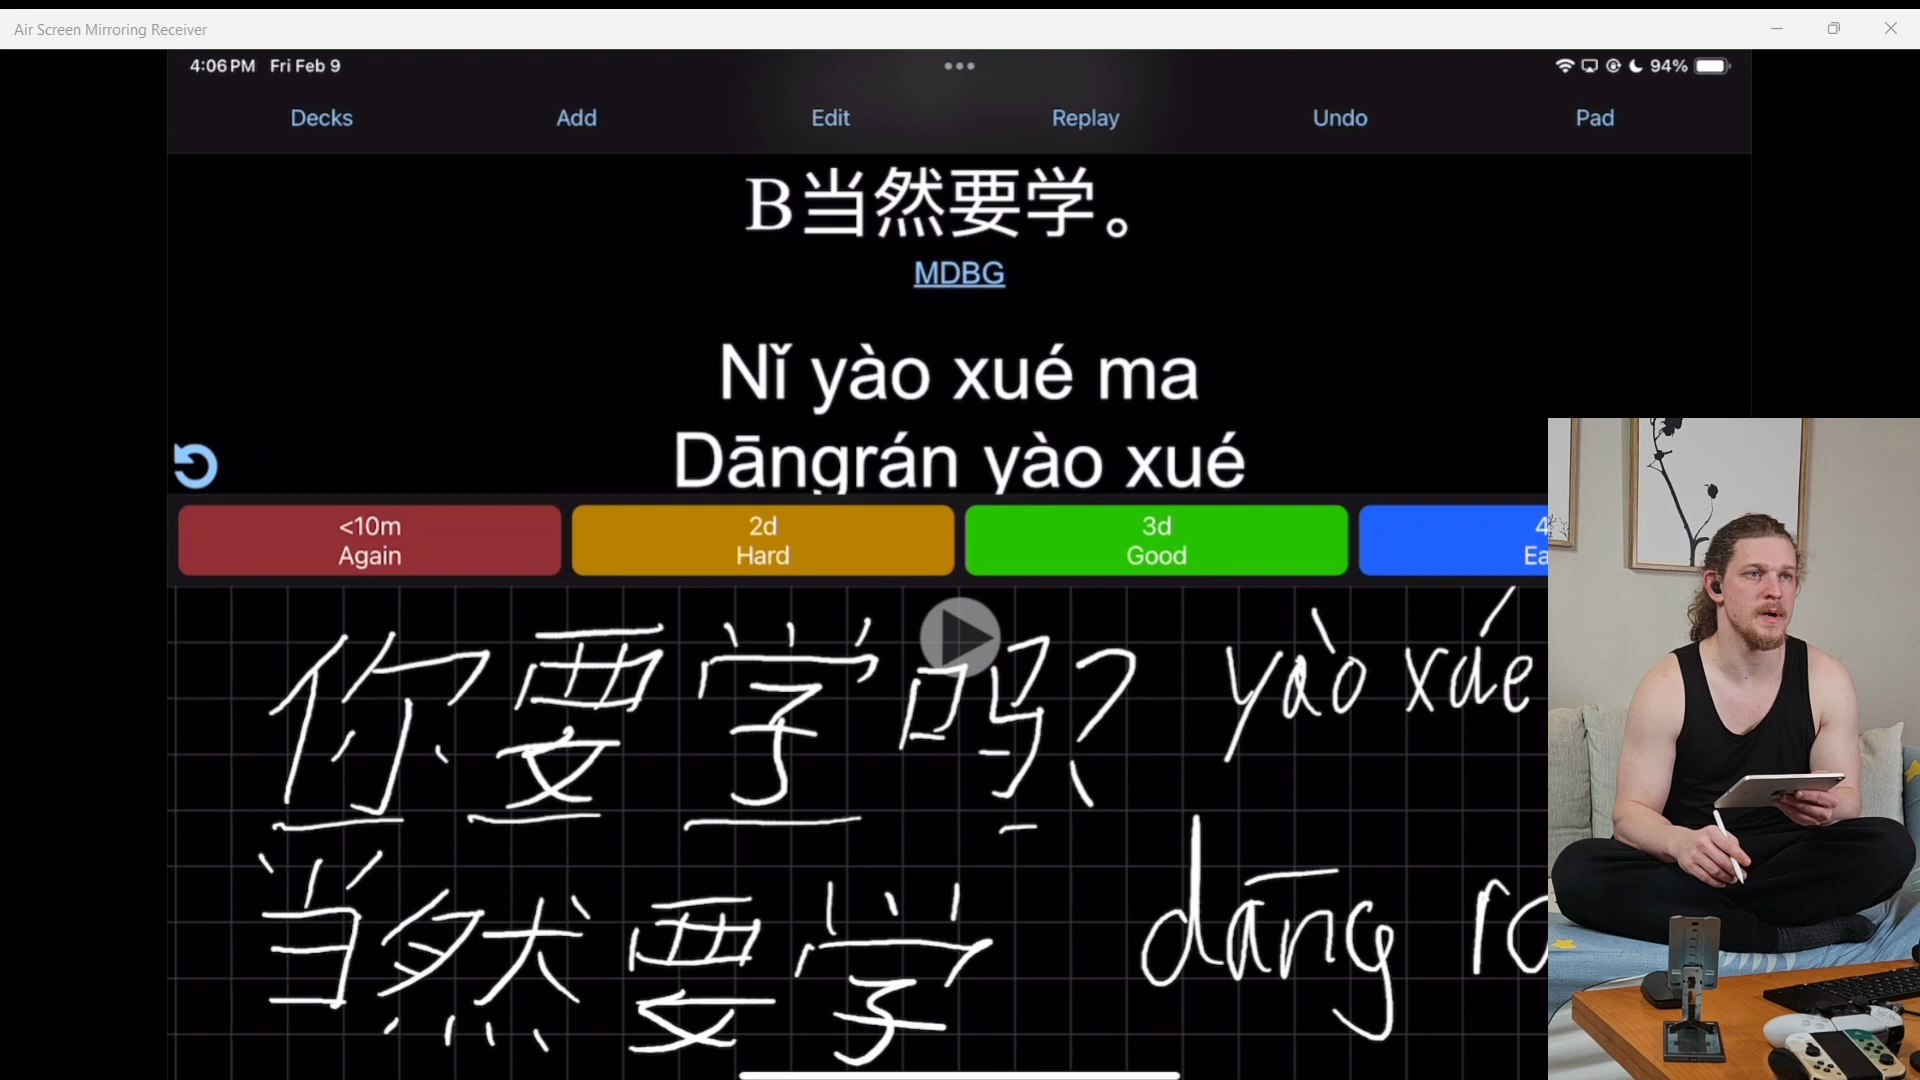 Air Screen Mirroring Receiver
4:06 PM Fri Feb 9
94%
Decks Add Edit Replay Undo Pad
B当然要学。
MDBG
Nǐ yào xué ma
Dāngrán yào xué
<10m
Again
2d
Hard
3d
Good
你要学吗? yào xué
当然要学 dāng